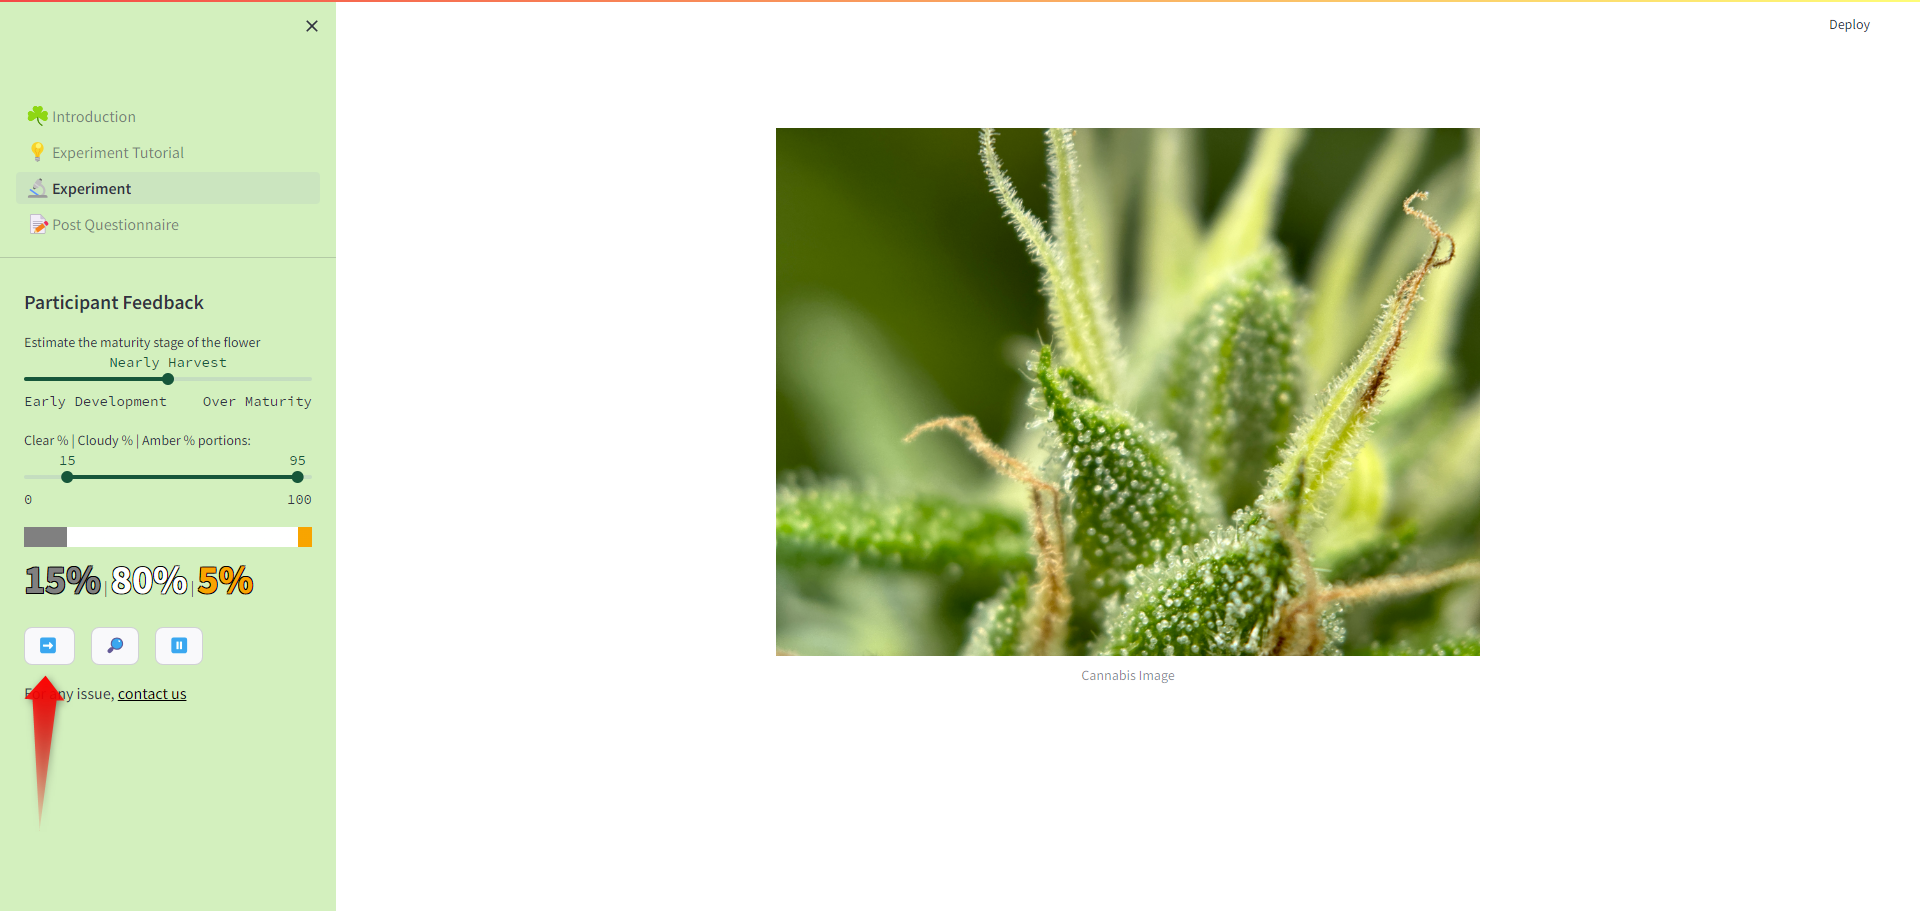 Deploy
Introduction
Experiment Tutorial
Experiment
Post Questionnaire
Participant Feedback
Estimate the maturity stage of the flower
Nearly Harvest
Early Development Over Maturity
Clear % | Cloudy % | Amber % portions:
15 95
0 100
15% | 80% | 5%
For any issue, contact us
Cannabis Image